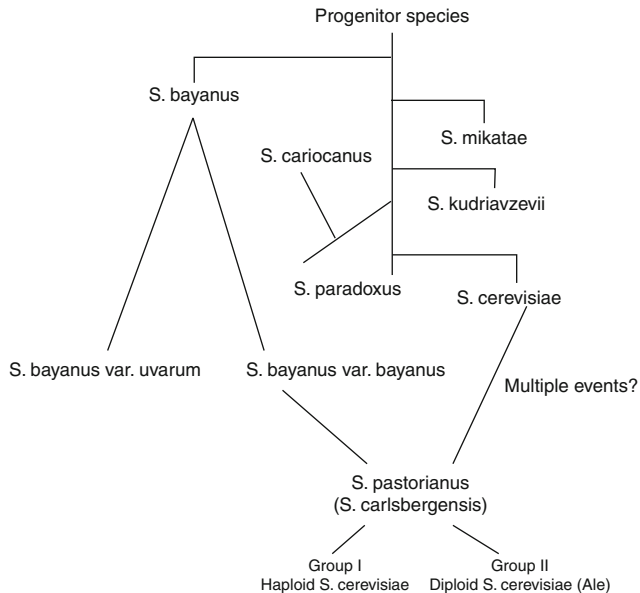 Progenitor species
S. bayanus
S. mikatae
S. cariocanus
S. kudriavzevii
S. paradoxus
S. cerevisiae
S. bayanus var. uvarum
S. bayanus var. bayanus
Multiple events?
S. pastorianus
(S. carlsbergensis)
Group I
Haploid S. cerevisiae
Group II
Diploid S. cerevisiae (Ale)